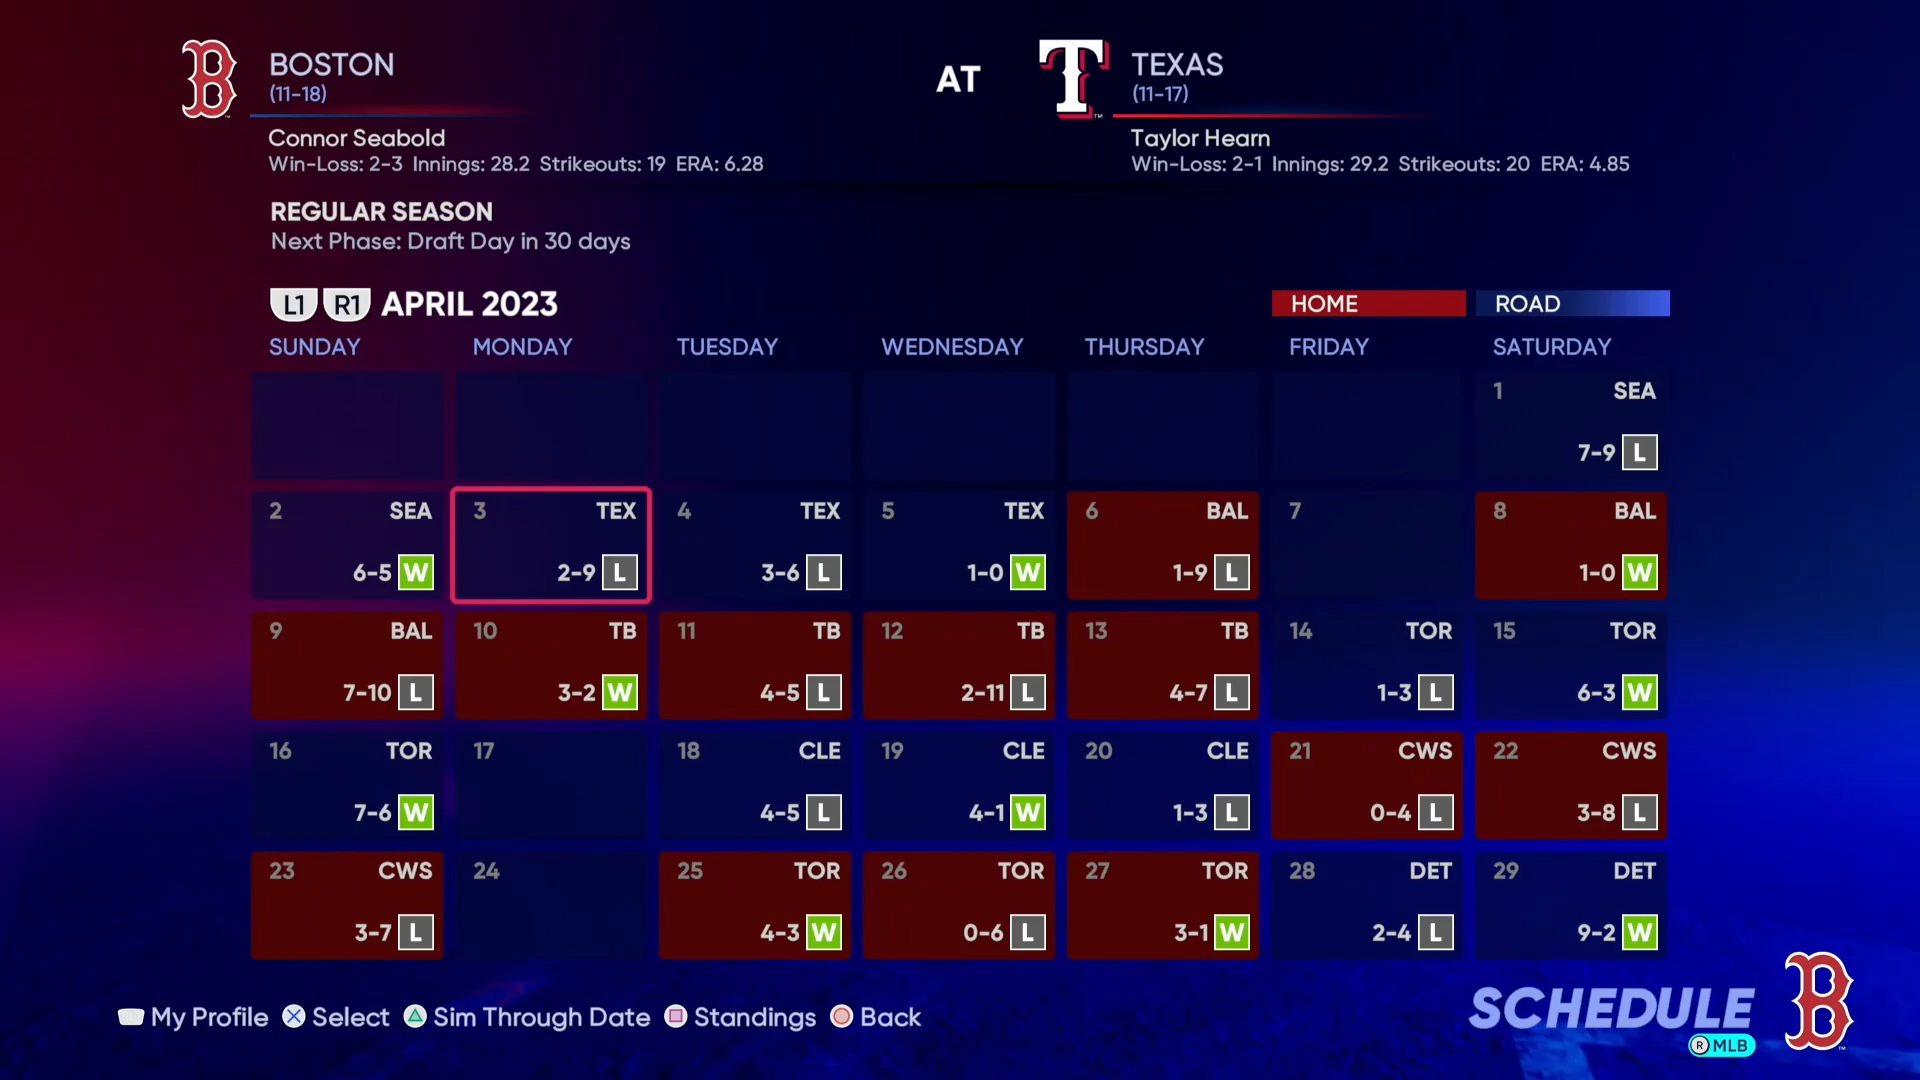 BOSTON
(11-18)
Connor Seabold
Win-Loss: 2-3 Innings: 28.2 Strikeouts: 19 ERA: 6.28
AT
TEXAS
(11-17)
Taylor Hearn
Win-Loss: 2-1 Innings: 29.2 Strikeouts: 20 ERA: 4.85
REGULAR SEASON
Next Phase: Draft Day in 30 days
L1 R1 APRIL 2023
HOME ROAD
SUNDAY MONDAY TUESDAY WEDNESDAY THURSDAY FRIDAY SATURDAY
1 SEA
7-9 L
2 SEA 3 TEX 4 TEX 5 TEX 6 BAL 7 8 BAL
6-5 W 2-9 L 3-6 L 1-0 W 1-9 L 1-0 W
9 BAL 10 TB 11 TB 12 TB 13 TB 14 TOR 15 TOR
7-10 L 3-2 W 4-5 L 2-11 L 4-7 L 1-3 L 6-3 W
16 TOR 17 18 CLE 19 CLE 20 CLE 21 CWS 22 CWS
7-6 W 4-5 L 4-1 W 1-3 L 0-4 L 3-8 L
23 CWS 24 25 TOR 26 TOR 27 TOR 28 DET 29 DET
3-7 L 4-3 W 0-6 L 3-1 W 2-4 L 9-2 W
My Profile Select Sim Through Date Standings Back
SCHEDULE
R MLB